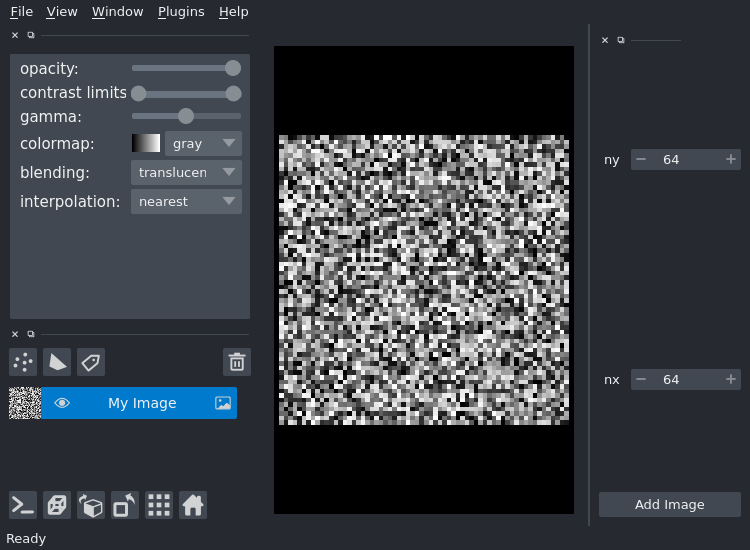 File View Window Plugins Help
opacity:
contrast limits
gamma:
colormap: gray
blending: translucen
interpolation: nearest
My Image
ny 64
nx 64
Add Image
Ready